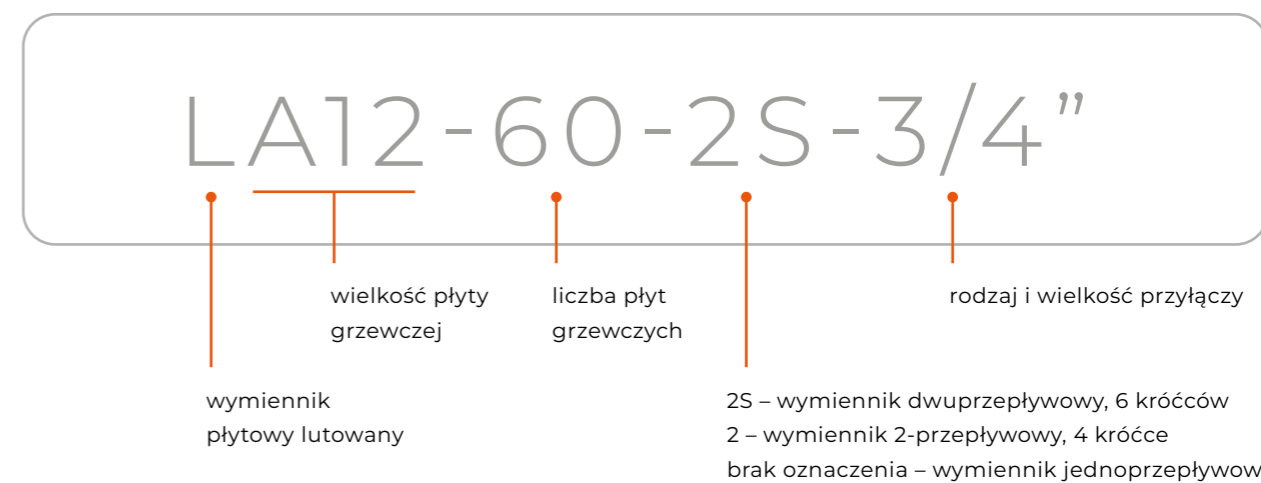 LA12-60-2S-3/4”
wielkość płyty
grzewczej
liczba płyt
grzewczych
rodzaj i wielkość przyłączy
wymiennik
płytowy lutowany
2S – wymiennik dwuprzepływowy, 6 króćców
2 – wymiennik 2-przepływowy, 4 króćce
brak oznaczenia – wymiennik jednoprzepływow